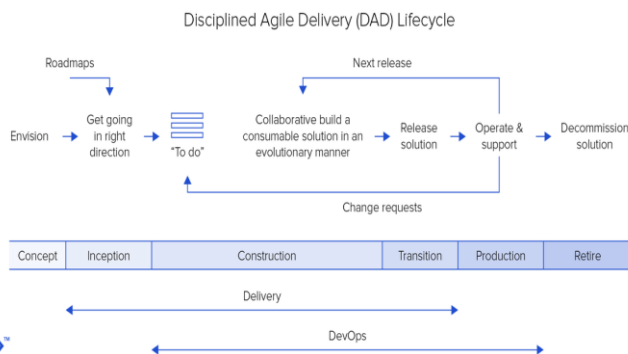 Disciplined Agile Delivery (DAD) Lifecycle
Roadmaps
Next release
Envision
Get going
in right
direction
"To do"
Collaborative build a
consumable solution in an
evolutionary manner
Release
solution
Operate &
support
Decommission
solution
Change requests
Concept
Inception
Construction
Transition
Production
Retire
Delivery
DevOps
™